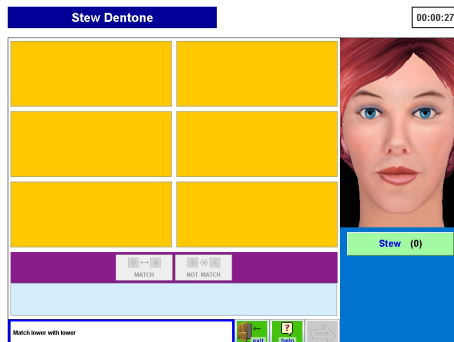 Stew Dentone
00:00:27
MATCH
NOT MATCH
Stew (0)
Match lower with lower
exit
help